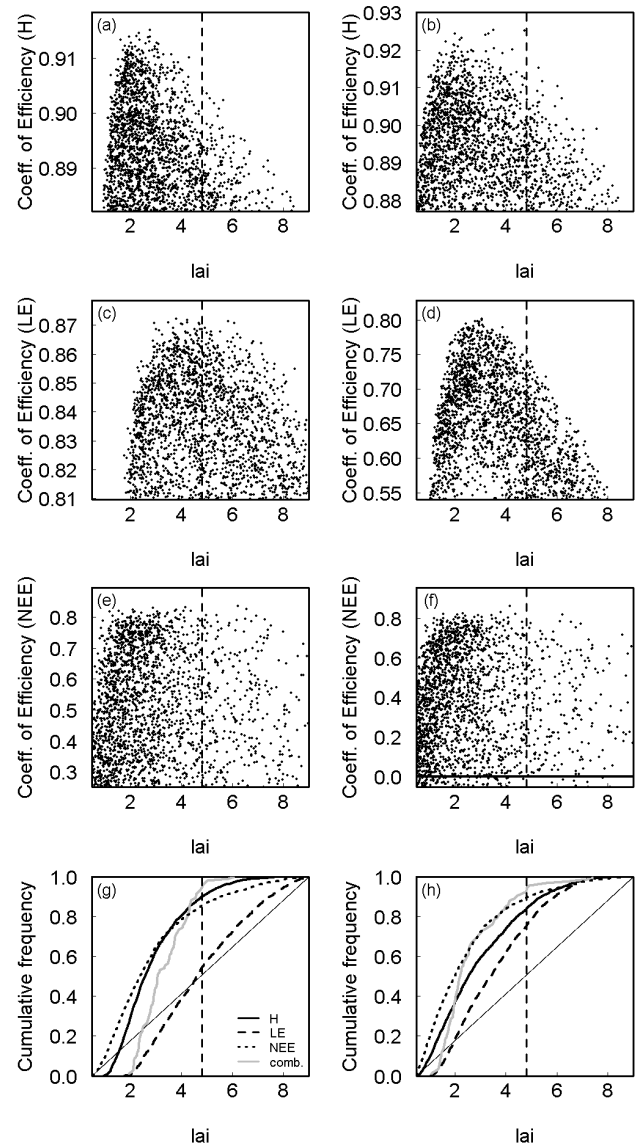 (a)
Coeff. of Efficiency (H)
0.91
0.90
0.89
2 4 6 8
lai
(b)
Coeff. of Efficiency (H)
0.93
0.92
0.91
0.90
0.89
0.88
2 4 6 8
lai
(c)
Coeff. of Efficiency (LE)
0.87
0.86
0.85
0.84
0.83
0.82
0.81
2 4 6 8
lai
(d)
Coeff. of Efficiency (LE)
0.80
0.75
0.70
0.65
0.60
0.55
2 4 6 8
lai
(e)
Coeff. of Efficiency (NEE)
0.8
0.7
0.6
0.5
0.4
0.3
2 4 6 8
lai
(f)
Coeff. of Efficiency (NEE)
0.8
0.6
0.4
0.2
0.0
2 4 6 8
lai
(g)
Cumulative frequency
1.0
0.8
0.6
0.4
0.2
0.0
H
LE
NEE
comb.
2 4 6 8
lai
(h)
Cumulative frequency
1.0
0.8
0.6
0.4
0.2
0.0
2 4 6 8
lai